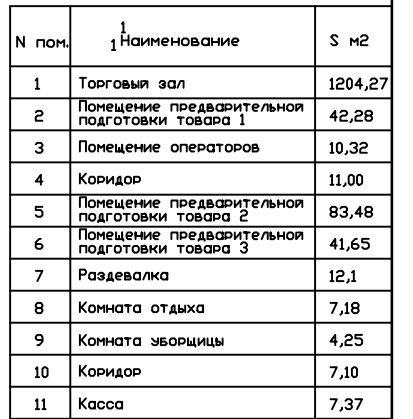 N пом. 1 1 Наименование S м2
1 Торговый зал 1204,27
2 Помещение предварительной
подготовки товара 1 42,28
3 Помещение операторов 10,32
4 Коридор 11,00
5 Помещение предварительной
подготовки товара 2 83,48
6 Помещение предварительной
подготовки товара 3 41,65
7 Раздевалка 12,1
8 Комната отдыха 7,18
9 Комната уборщицы 4,25
10 Коридор 7,10
11 Касса 7,37